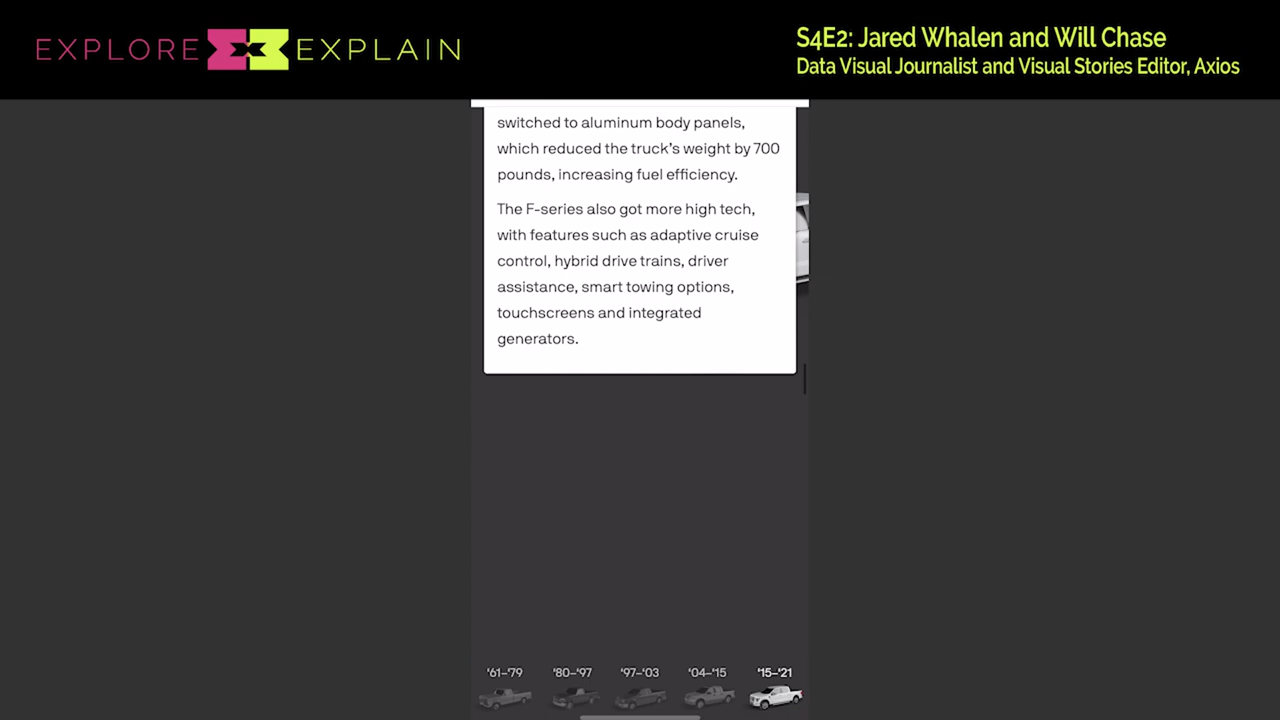 EXPLORE EXPLAIN
S4E2: Jared Whalen and Will Chase
Data Visual Journalist and Visual Stories Editor, Axios
switched to aluminum body panels,
which reduced the truck’s weight by 700
pounds, increasing fuel efficiency.
The F-series also got more high tech,
with features such as adaptive cruise
control, hybrid drive trains, driver
assistance, smart towing options,
touchscreens and integrated
generators.
'61–'79 '80–'97 '97–'03 '04–'15 '15–'21